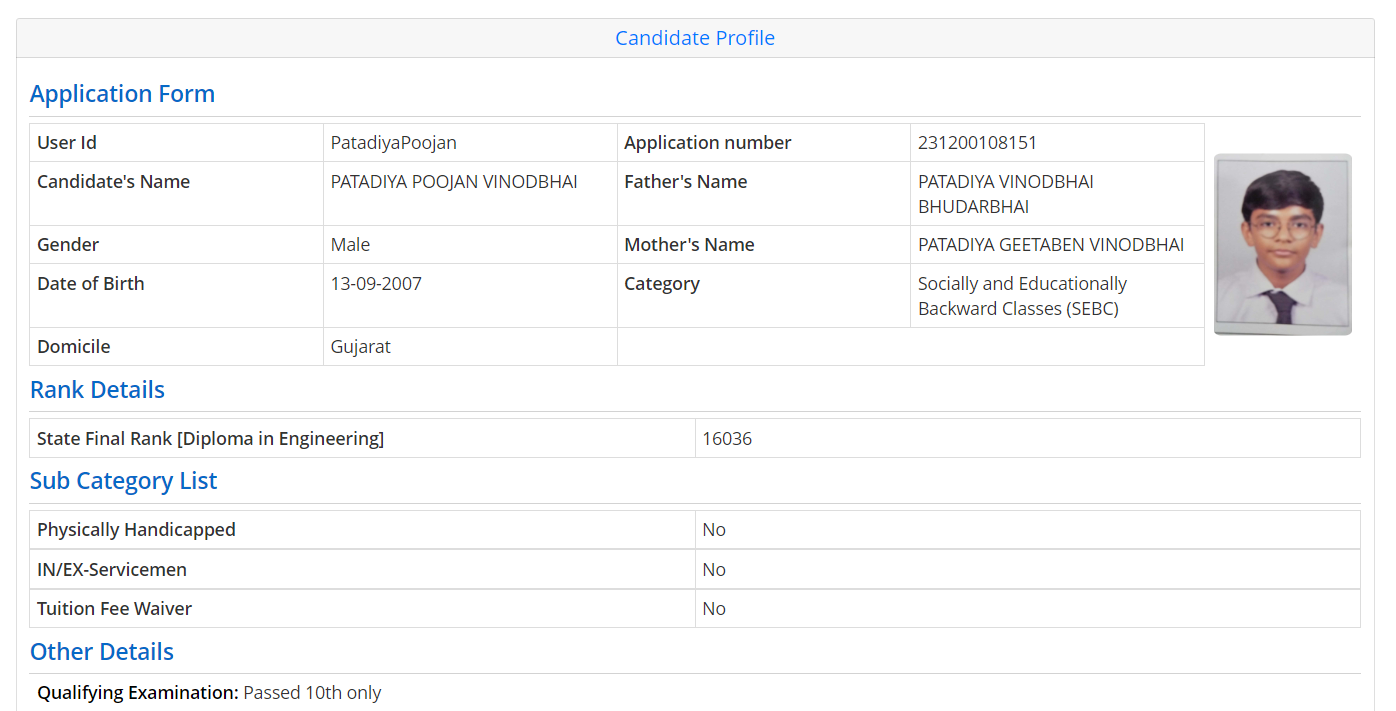 Candidate Profile
Application Form
User Id PatadiyaPoojan Application number 231200108151
Candidate's Name PATADIYA POOJAN VINODBHAI Father's Name PATADIYA VINODBHAI
BHUDARBHAI
Gender Male Mother's Name PATADIYA GEETABEN VINODBHAI
Date of Birth 13-09-2007 Category Socially and Educationally
Backward Classes (SEBC)
Domicile Gujarat
Rank Details
State Final Rank [Diploma in Engineering] 16036
Sub Category List
Physically Handicapped No
IN/EX-Servicemen No
Tuition Fee Waiver No
Other Details
Qualifying Examination: Passed 10th only